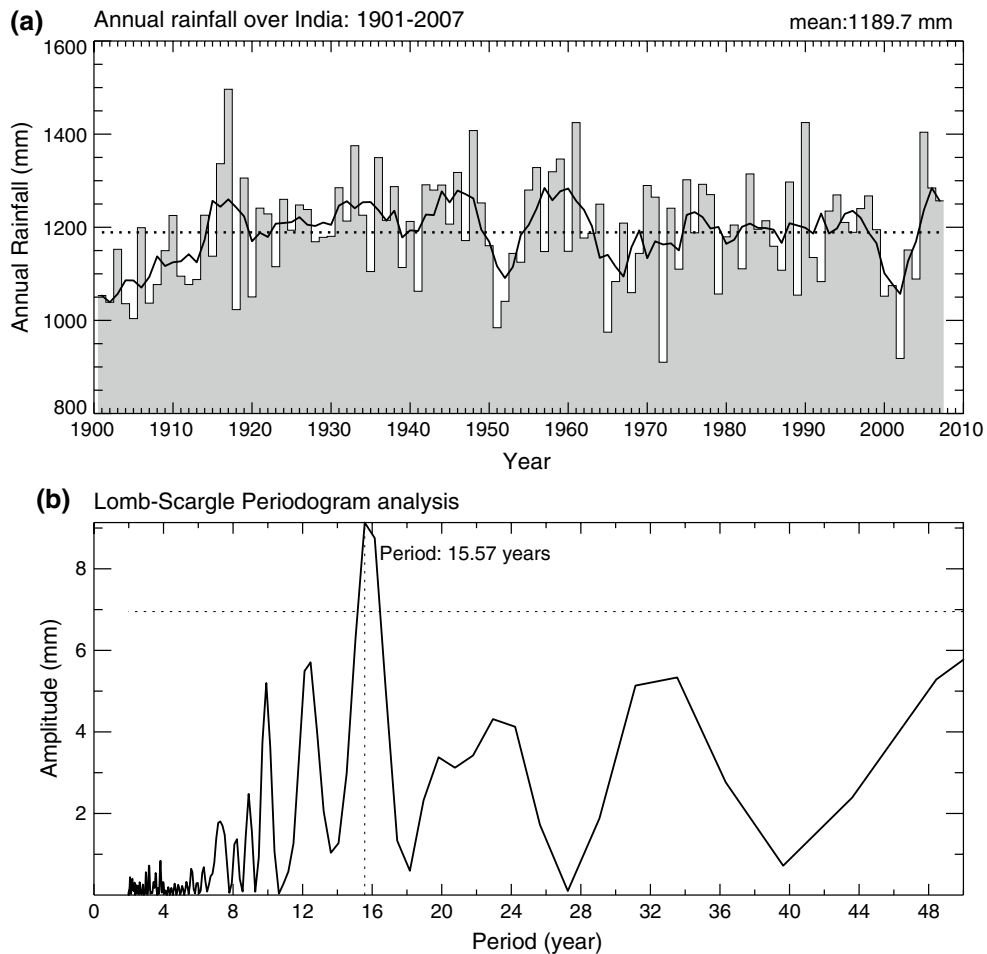 (a) Annual rainfall over India: 1901-2007 mean:1189.7 mm
1600
1400
1200
1000
800
Annual Rainfall (mm)
1900 1910 1920 1930 1940 1950 1960 1970 1980 1990 2000 2010
Year
(b) Lomb-Scargle Periodogram analysis
Period: 15.57 years
8
6
4
2
Amplitude (mm)
0 4 8 12 16 20 24 28 32 36 40 44 48
Period (year)